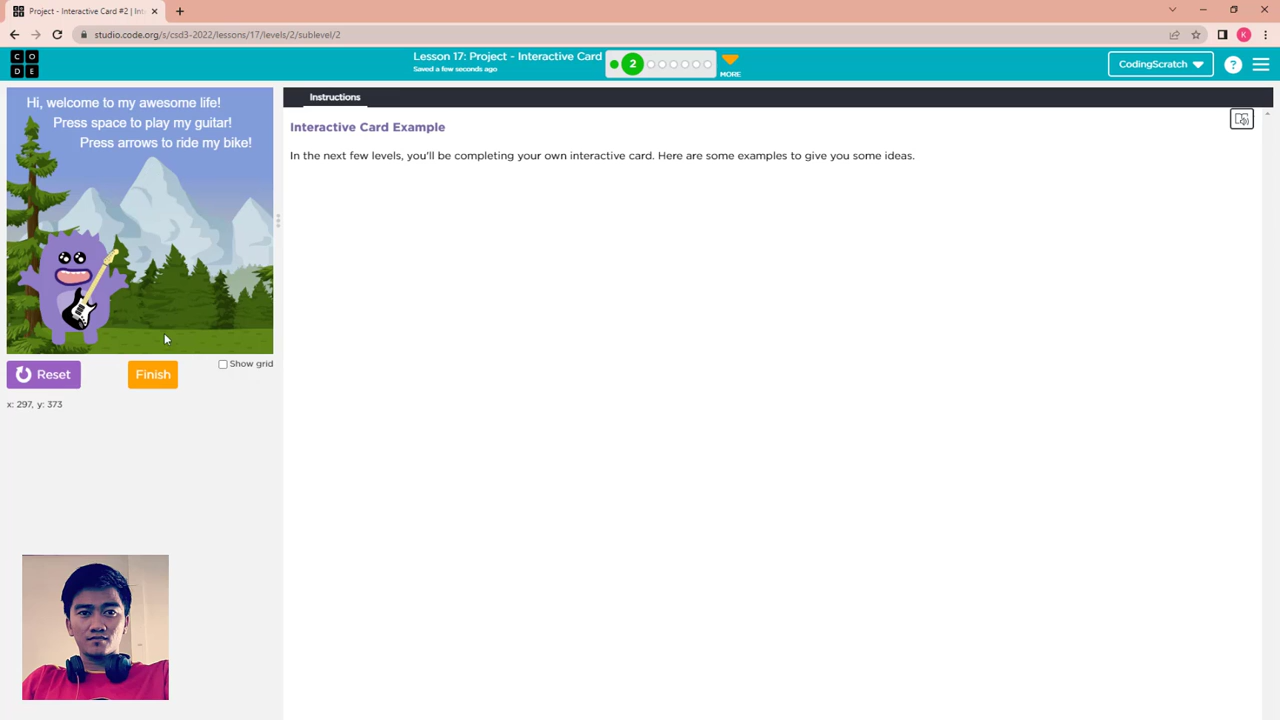 Project - Interactive Card #2 | Int
studio.code.org/s/csd3-2022/lessons/17/levels/2/sublevel/2
K
CO
DE
Lesson 17: Project - Interactive Card
Saved a few seconds ago
2
MORE
CodingScratch
?
Hi, welcome to my awesome life!
Press space to play my guitar!
Press arrows to ride my bike!
Reset
Finish
Show grid
x: 297, y: 373
Instructions
Interactive Card Example
In the next few levels, you'll be completing your own interactive card. Here are some examples to give you some ideas.